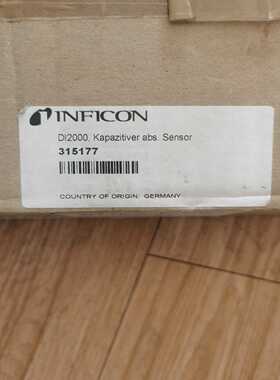 INFICON
DI2000, Kapazitiver abs. Sensor
315177
COUNTRY OF ORIGIN: GERMANY